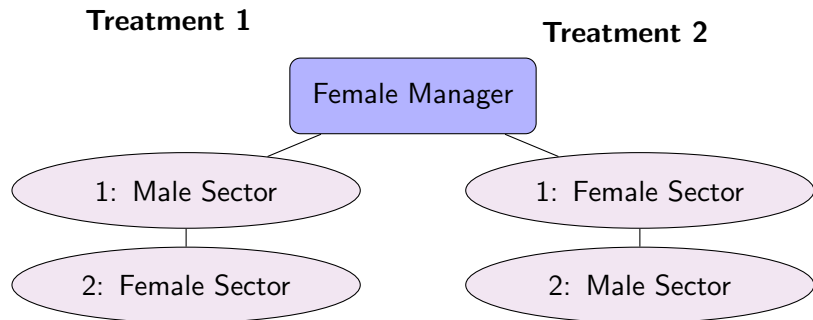 Treatment 1
Treatment 2
Female Manager
1: Male Sector
1: Female Sector
2: Female Sector
2: Male Sector